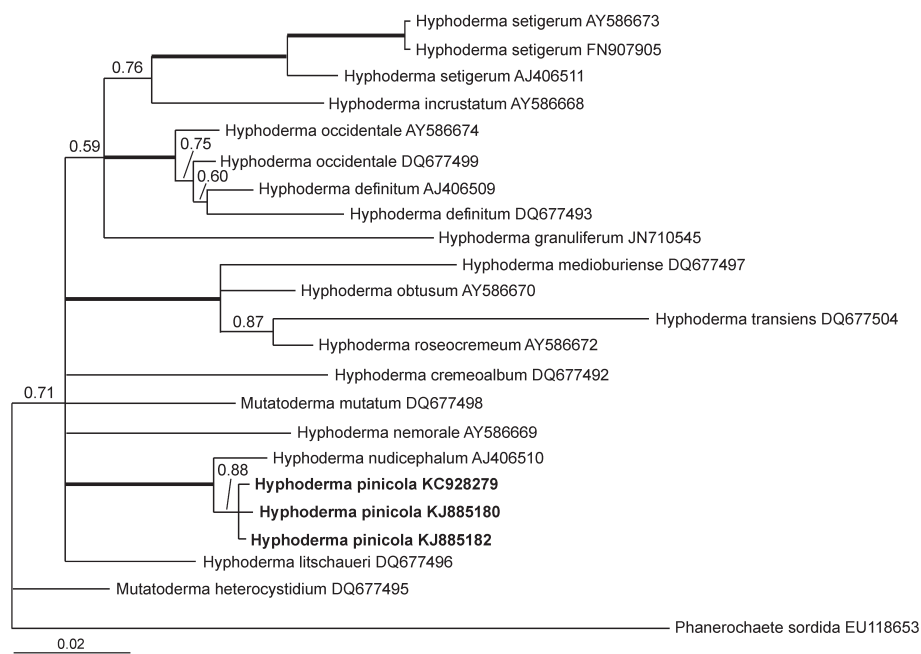 Hyphoderma setigerum AY586673
Hyphoderma setigerum FN907905
0.76
Hyphoderma setigerum AJ406511
Hyphoderma incrustatum AY586668
Hyphoderma occidentale AY586674
0.59
0.75
Hyphoderma occidentale DQ677499
0.60
Hyphoderma definitum AJ406509
Hyphoderma definitum DQ677493
Hyphoderma granuliferum JN710545
Hyphoderma medioburiense DQ677497
Hyphoderma obtusum AY586670
0.87
Hyphoderma transiens DQ677504
Hyphoderma roseocremeum AY586672
Hyphoderma cremeoalbum DQ677492
0.71
Mutatoderma mutatum DQ677498
Hyphoderma nemorale AY586669
Hyphoderma nudicephalum AJ406510
0.88
Hyphoderma pinicola KC928279
Hyphoderma pinicola KJ885180
Hyphoderma pinicola KJ885182
Hyphoderma litschaueri DQ677496
Mutatoderma heterocystidium DQ677495
Phanerochaete sordida EU118653
0.02